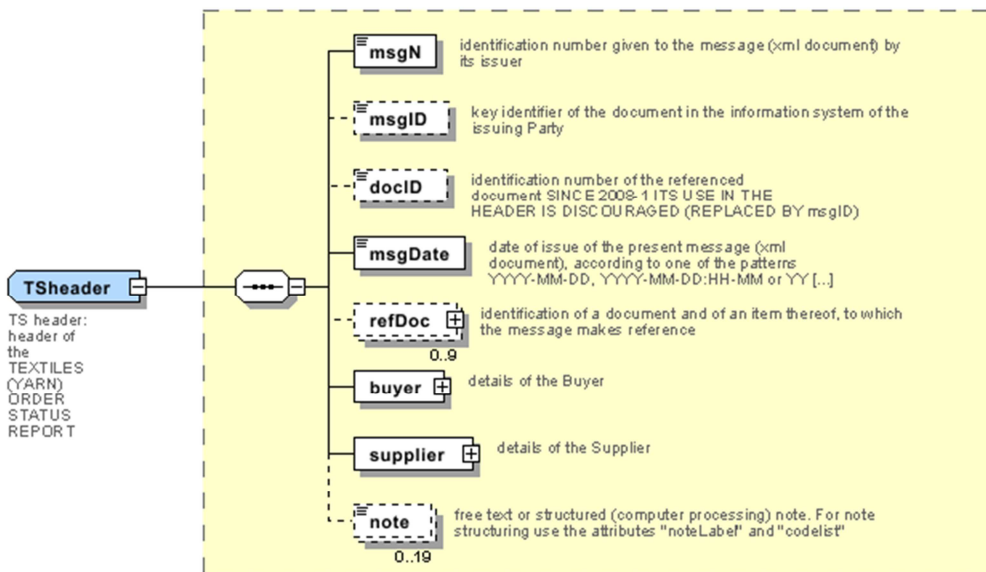 msgN
identification number given to the message (xml document) by
its issuer
msgID
key identifier of the document in the information system of the
issuing Party
docID
identification number of the referenced
document SINCE 2008-1 ITS USE IN THE
HEADER IS DISCOURAGED (REPLACED BY msgID)
msgDate
date of issue of the present message (xml
document), according to one of the patterns
YYYY-MM-DD, YYYY-MM-DD:HH-MM or YY [...]
TSheader
TS header:
header of
the
TEXTILES
(YARN)
ORDER
STATUS
REPORT
refDoc
0..9
identification of a document and of an item thereof, to which
the message makes reference
buyer
details of the Buyer
supplier
details of the Supplier
note
0..19
free text or structured (computer processing) note. For note
structuring use the attributes "noteLabel" and "codelist"